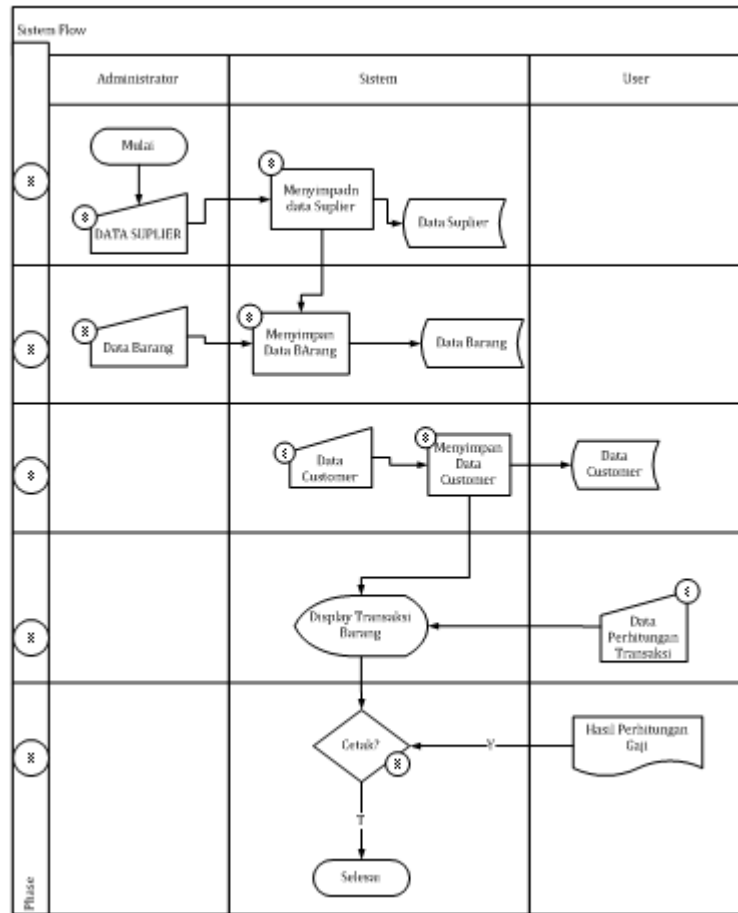 Sistem Flow
Administrator
Sistem
User
Mulai
DATA SUPLIER
Menyimpadn
data Suplier
Data Suplier
Data Barang
Menyimpan
Data BArang
Data Barang
Data
Customer
Menyimpan
Data
Customer
Data
Customer
Display Transaksi
Barang
Data
Perhitungan
Transaksi
Cetak?
Y
Hasil Perhitungan
Gaji
T
Selesai
Phase